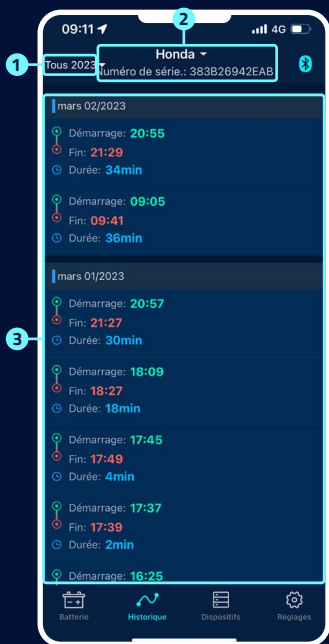 2
09:11
4G
1
Tous 2023
Honda
Numéro de série.: 383B26942EAB
mars 02/2023
Démarrage: 20:55
Fin: 21:29
Durée: 34min
Démarrage: 09:05
Fin: 09:41
Durée: 36min
mars 01/2023
Démarrage: 20:57
Fin: 21:27
Durée: 30min
3
Démarrage: 18:09
Fin: 18:27
Durée: 18min
Démarrage: 17:45
Fin: 17:49
Durée: 4min
Démarrage: 17:37
Fin: 17:39
Durée: 2min
Démarrage: 16:25
Batterie
Historique
Dispositifs
Réglages